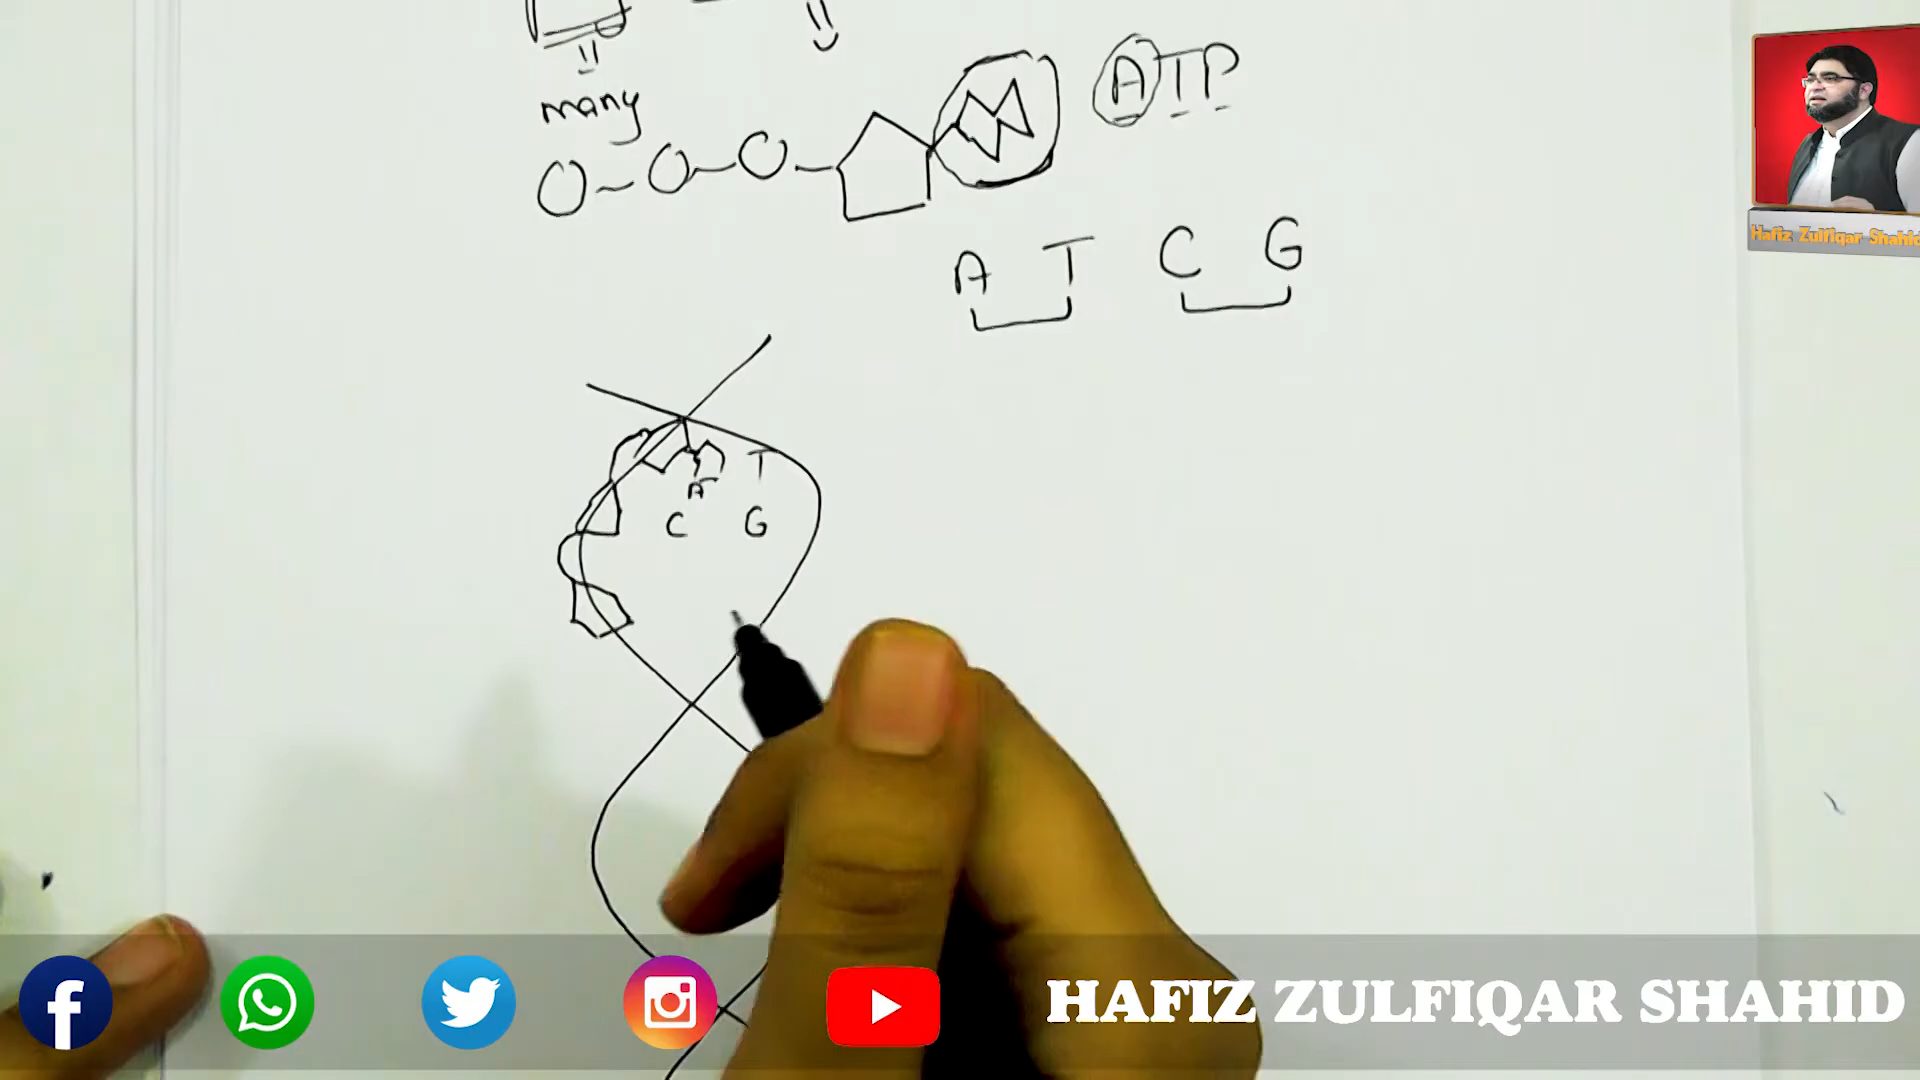 many
ATP
A T C G
A T
C G
Hafiz Zulfiqar Shahid
HAFIZ ZULFIQAR SHAHID